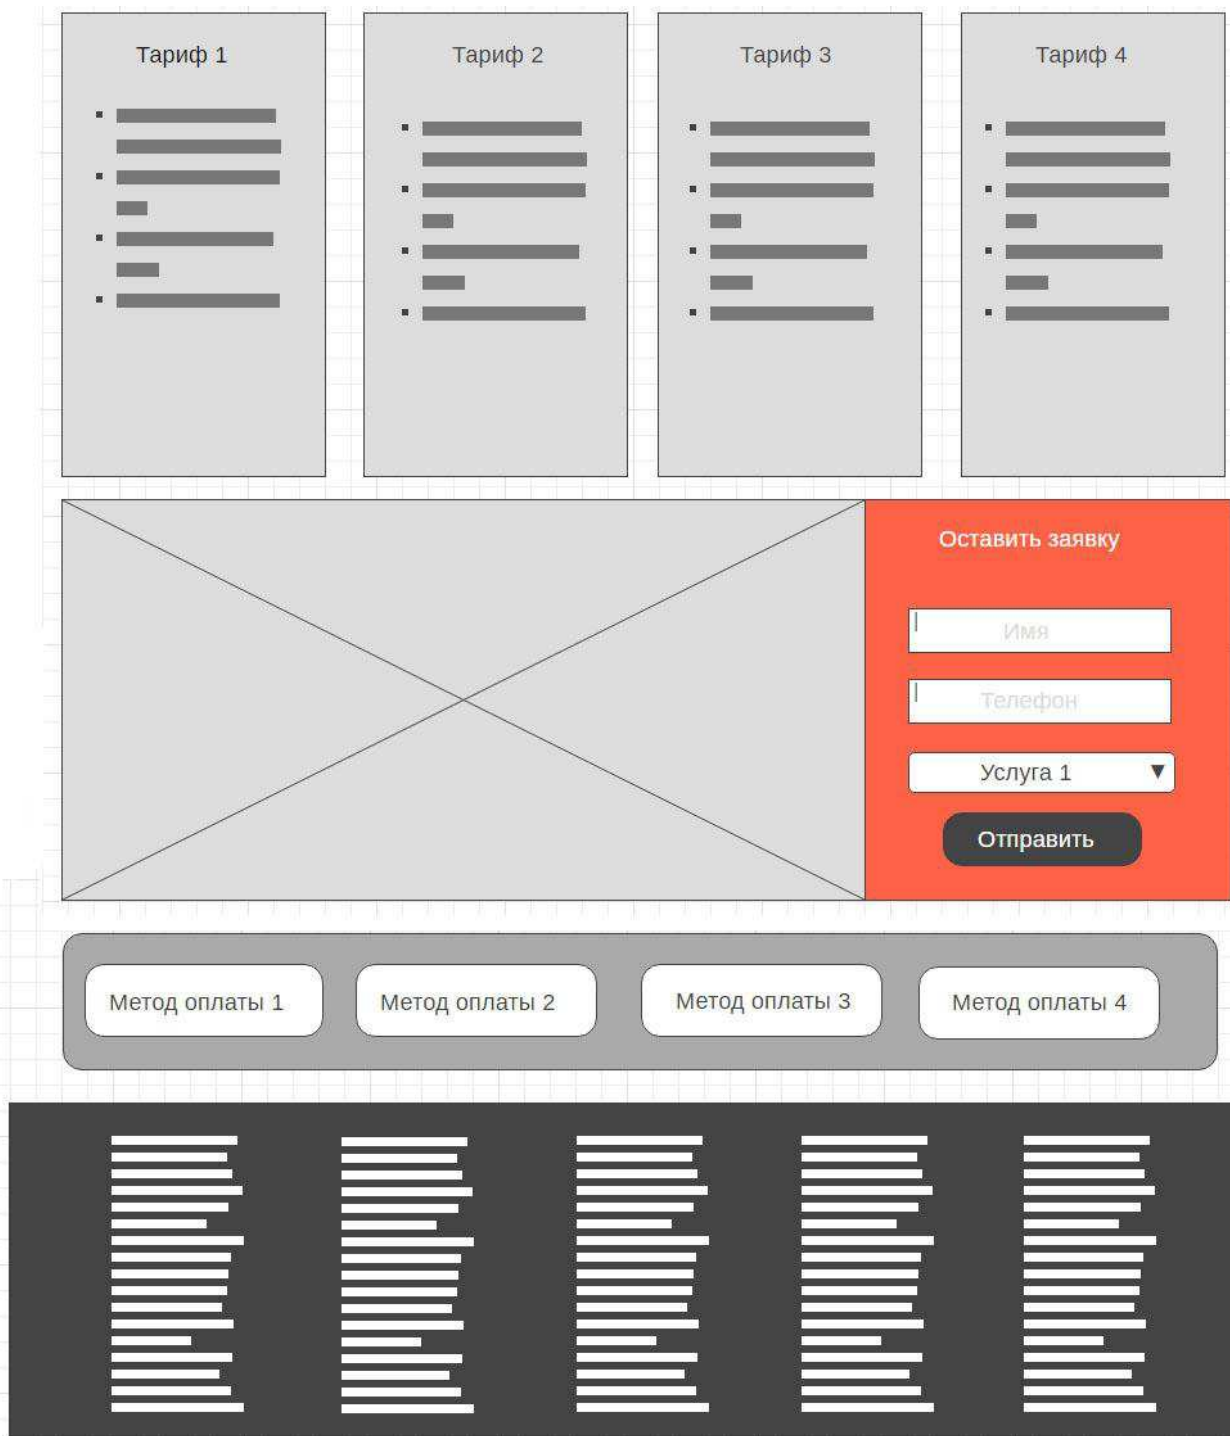 Тариф 1
Тариф 2
Тариф 3
Тариф 4
Оставить заявку
Имя
Телефон
Услуга 1
Отправить
Метод оплаты 1
Метод оплаты 2
Метод оплаты 3
Метод оплаты 4